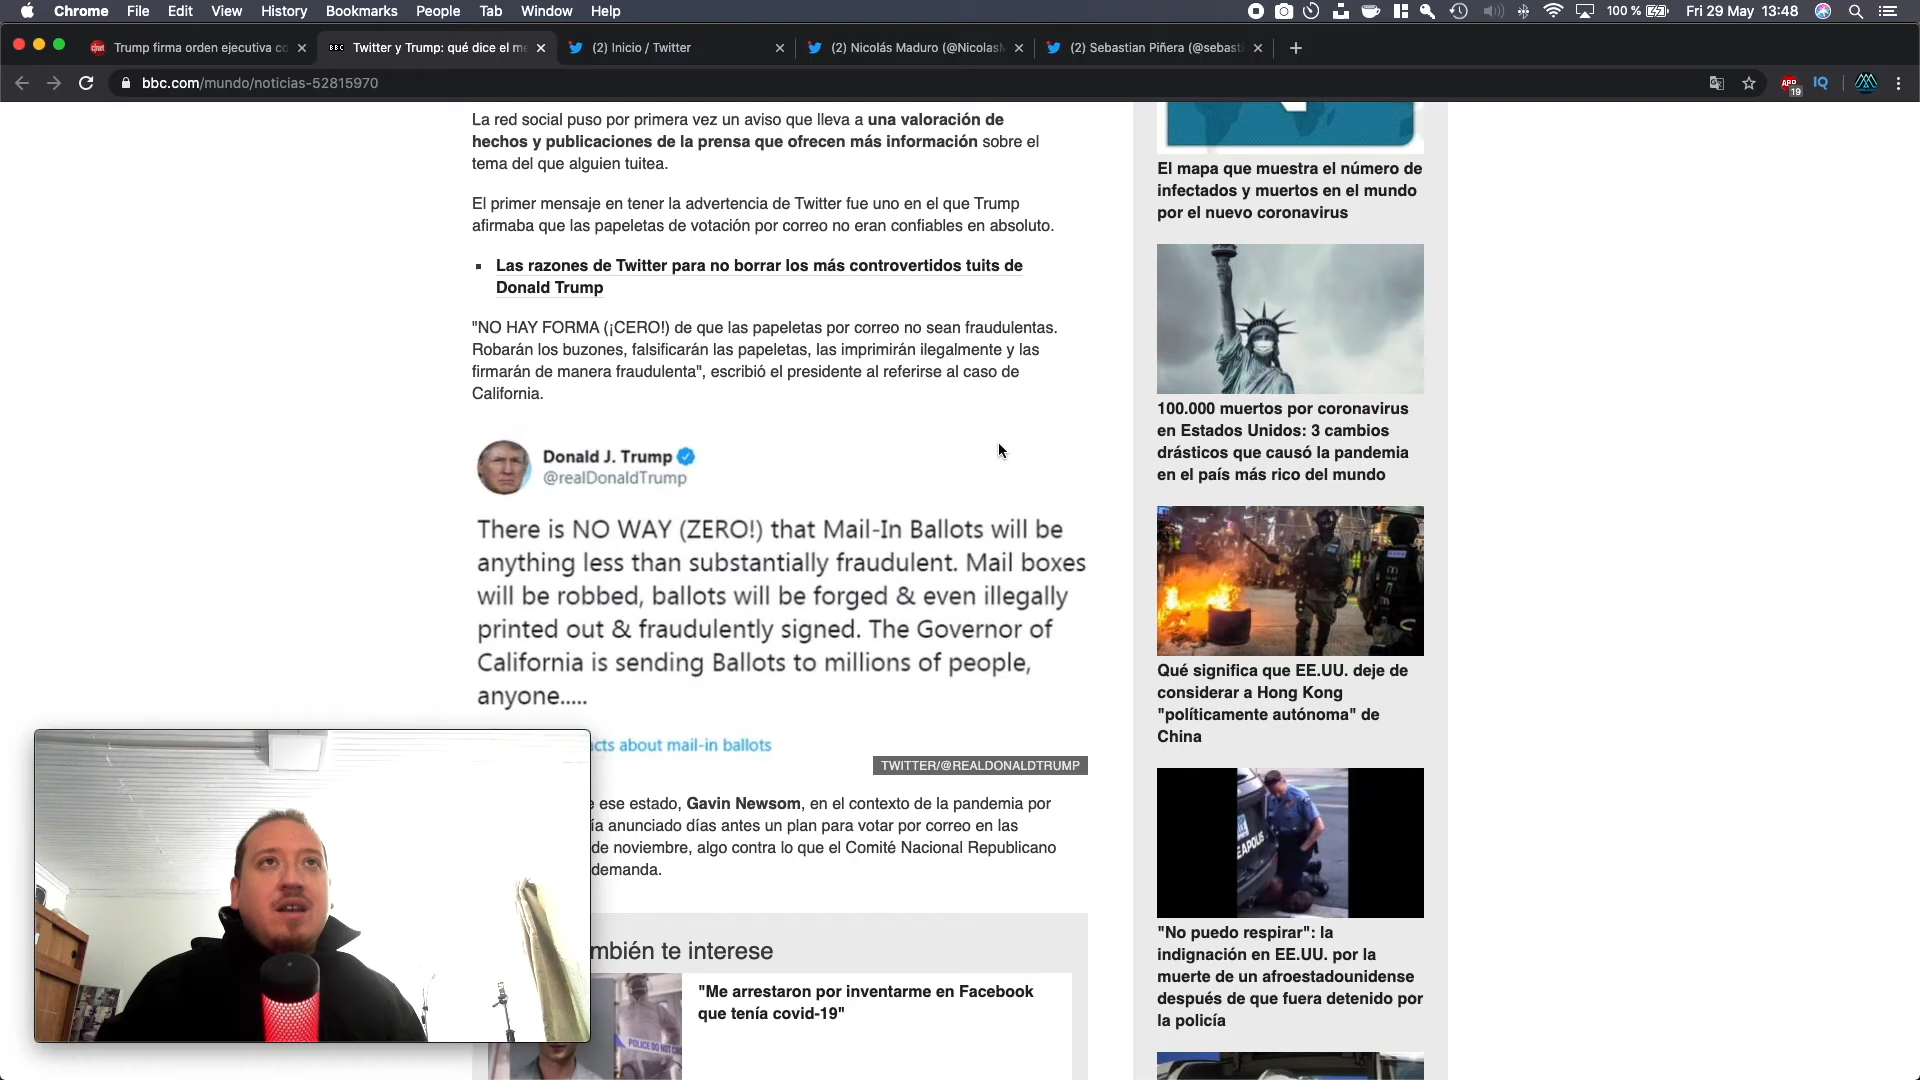 Chrome File Edit View History Bookmarks People Tab Window Help 100 % Fri 29 May 13:48
Trump firma orden ejecutiva co
BBC Twitter y Trump: qué dice el me
(2) Inicio / Twitter
(2) Nicolás Maduro (@NicolasM
(2) Sebastian Piñera (@sebasti
bbc.com/mundo/noticias-52815970
ABP 19 IQ
La red social puso por primera vez un aviso que lleva a una valoración de
hechos y publicaciones de la prensa que ofrecen más información sobre el
tema del que alguien tuitea.
El primer mensaje en tener la advertencia de Twitter fue uno en el que Trump
afirmaba que las papeletas de votación por correo no eran confiables en absoluto.
Las razones de Twitter para no borrar los más controvertidos tuits de
Donald Trump
"NO HAY FORMA (¡CERO!) de que las papeletas por correo no sean fraudulentas.
Robarán los buzones, falsificarán las papeletas, las imprimirán ilegalmente y las
firmarán de manera fraudulenta", escribió el presidente al referirse al caso de
California.
Donald J. Trump
@realDonaldTrump
There is NO WAY (ZERO!) that Mail-In Ballots will be
anything less than substantially fraudulent. Mail boxes
will be robbed, ballots will be forged & even illegally
printed out & fraudulently signed. The Governor of
California is sending Ballots to millions of people,
anyone.....
cts about mail-in ballots
TWITTER/@REALDONALDTRUMP
e ese estado, Gavin Newsom, en el contexto de la pandemia por
ía anunciado días antes un plan para votar por correo en las
de noviembre, algo contra lo que el Comité Nacional Republicano
demanda.
mbién te interese
"Me arrestaron por inventarme en Facebook
que tenía covid-19"
POLICE DO NOT
El mapa que muestra el número de
infectados y muertos en el mundo
por el nuevo coronavirus
100.000 muertos por coronavirus
en Estados Unidos: 3 cambios
drásticos que causó la pandemia
en el país más rico del mundo
Qué significa que EE.UU. deje de
considerar a Hong Kong
"políticamente autónoma" de
China
EAPOLIS
"No puedo respirar": la
indignación en EE.UU. por la
muerte de un afroestadounidense
después de que fuera detenido por
la policía